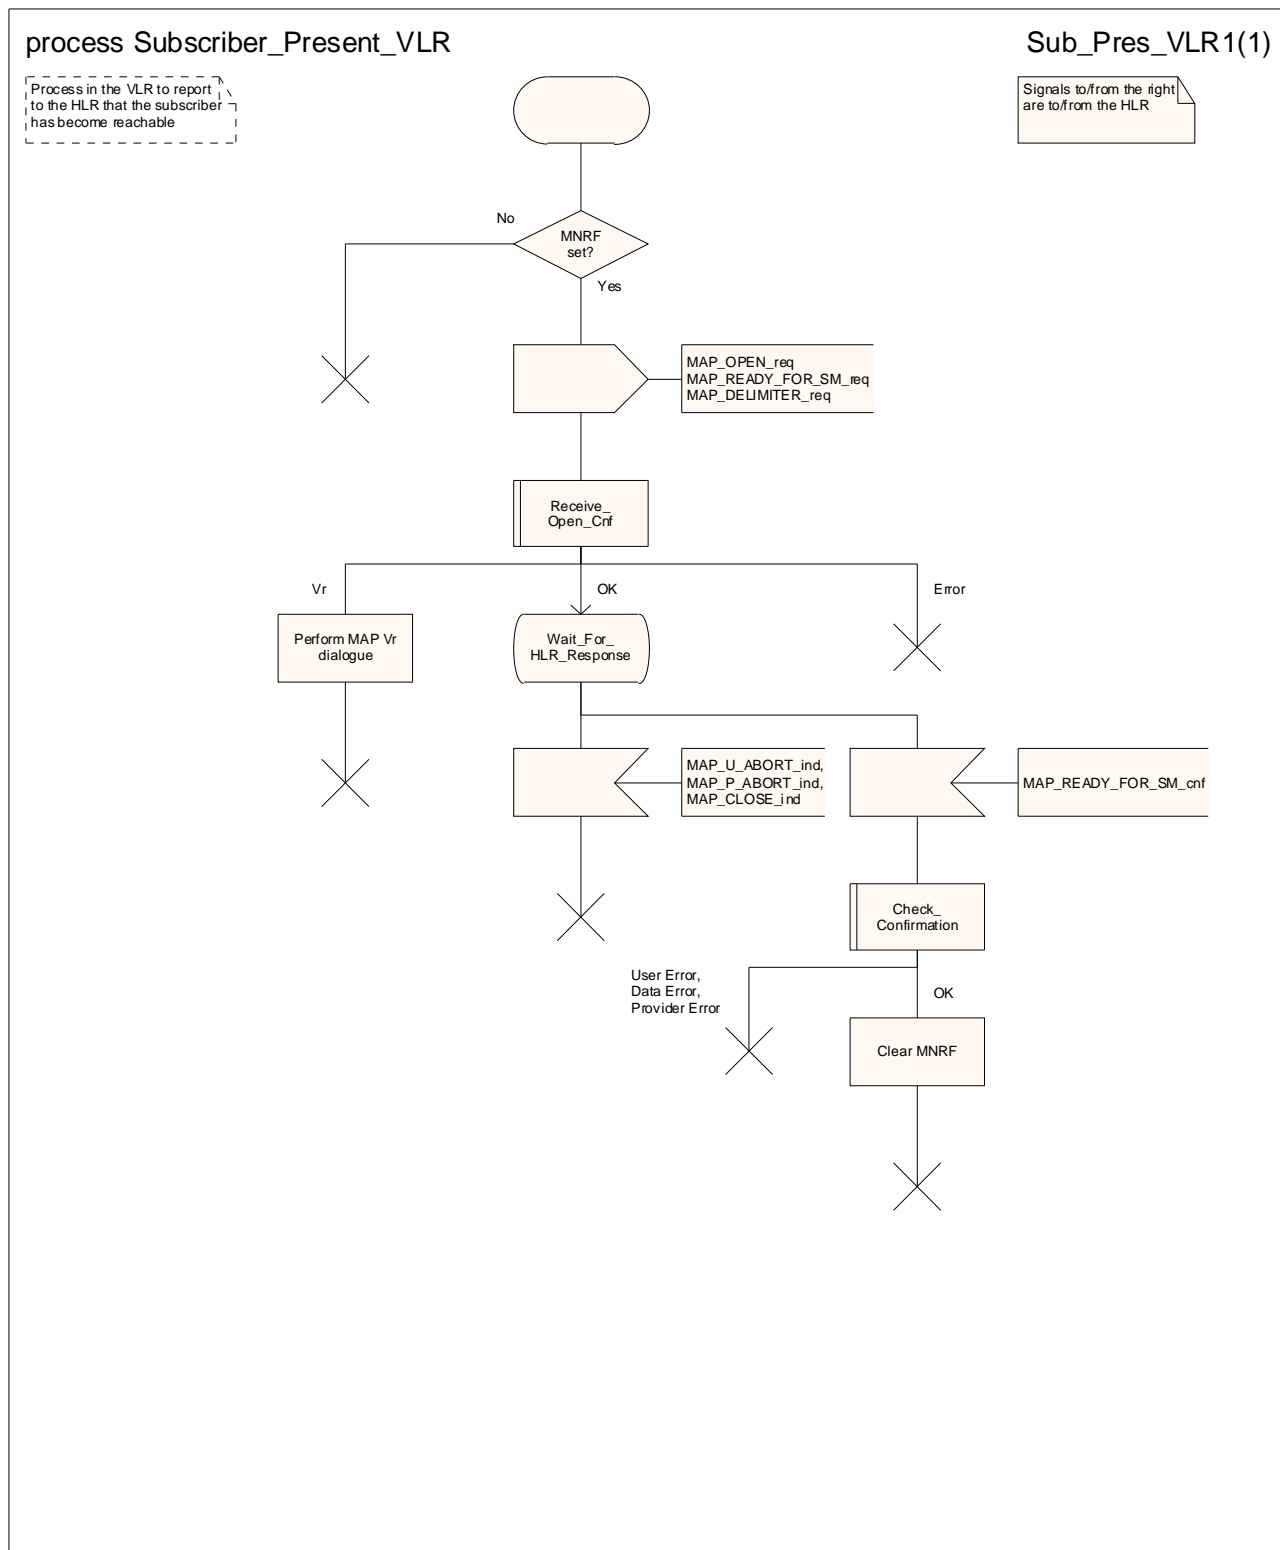 process Subscriber_Present_VLR
Sub_Pres_VLR1(1)
Process in the VLR to report
to the HLR that the subscriber
has become reachable
Signals to/from the right
are to/from the HLR
No
MNRF
set?
Yes
MAP_OPEN_req
MAP_READY_FOR_SM_req
MAP_DELIMITER_req
Receive_
Open_Cnf
Vr
OK
Error
Perform MAP Vr
dialogue
Wait_For_
HLR_Response
MAP_U_ABORT_ind,
MAP_P_ABORT_ind,
MAP_CLOSE_ind
MAP_READY_FOR_SM_cnf
Check_
Confirmation
User Error,
Data Error,
Provider Error
OK
Clear MNRF